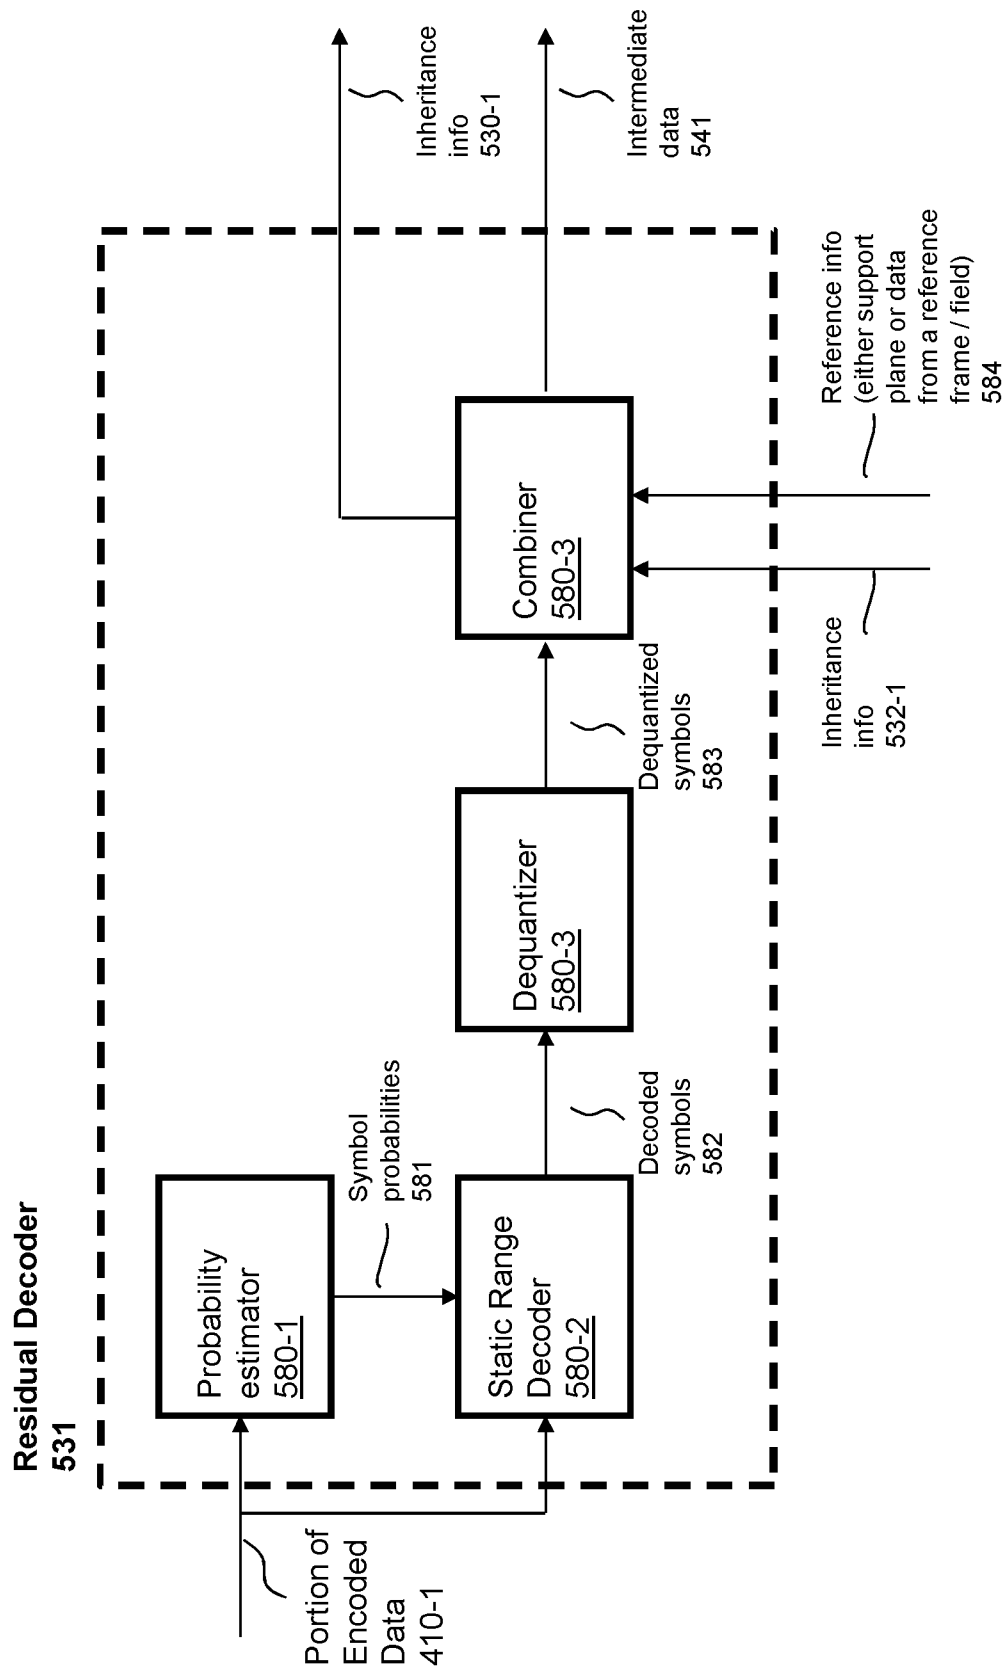 Residual Decoder
531
Portion of
Encoded
Data
410-1
Probability
estimator
580-1
Symbol
probabilities
581
Static Range
Decoder
580-2
Decoded
symbols
582
Dequantizer
580-3
Dequantized
symbols
583
Combiner
580-3
Inheritance
info
530-1
Intermediate
data
541
Inheritance
info
532-1
Reference info
(either support
plane or data
from a reference
frame / field)
584